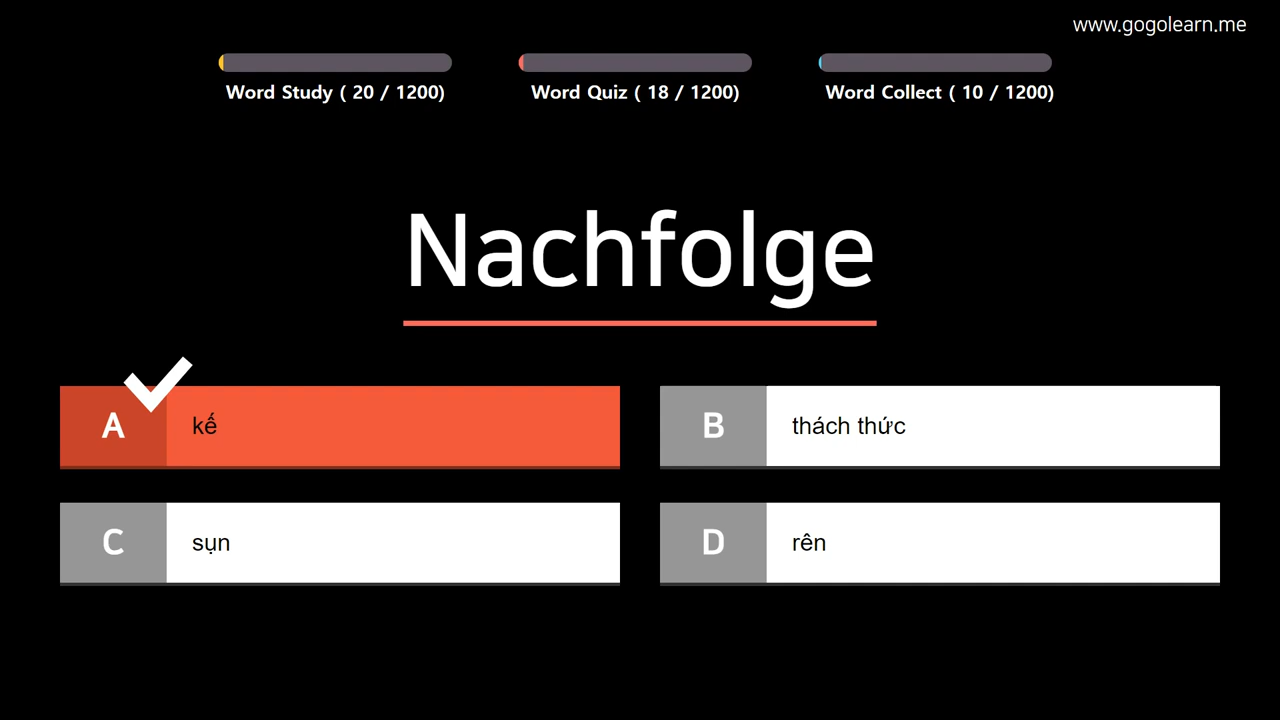 www.gogolearn.me
Word Study ( 20 / 1200)
Word Quiz ( 18 / 1200)
Word Collect ( 10 / 1200)
Nachfolge
A kế
B thách thức
C sụn
D rên